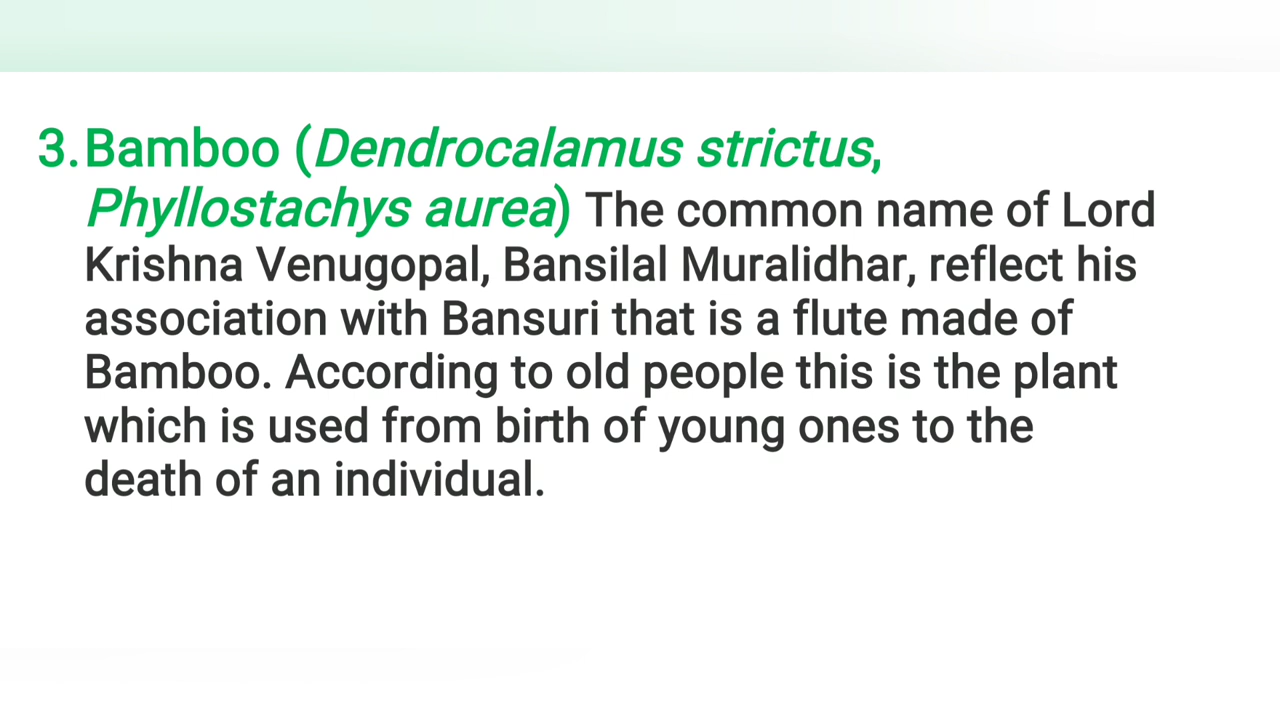 3. Bamboo (Dendrocalamus strictus,
Phyllostachys aurea) The common name of Lord
Krishna Venugopal, Bansilal Muralidhar, reflect his
association with Bansuri that is a flute made of
Bamboo. According to old people this is the plant
which is used from birth of young ones to the
death of an individual.